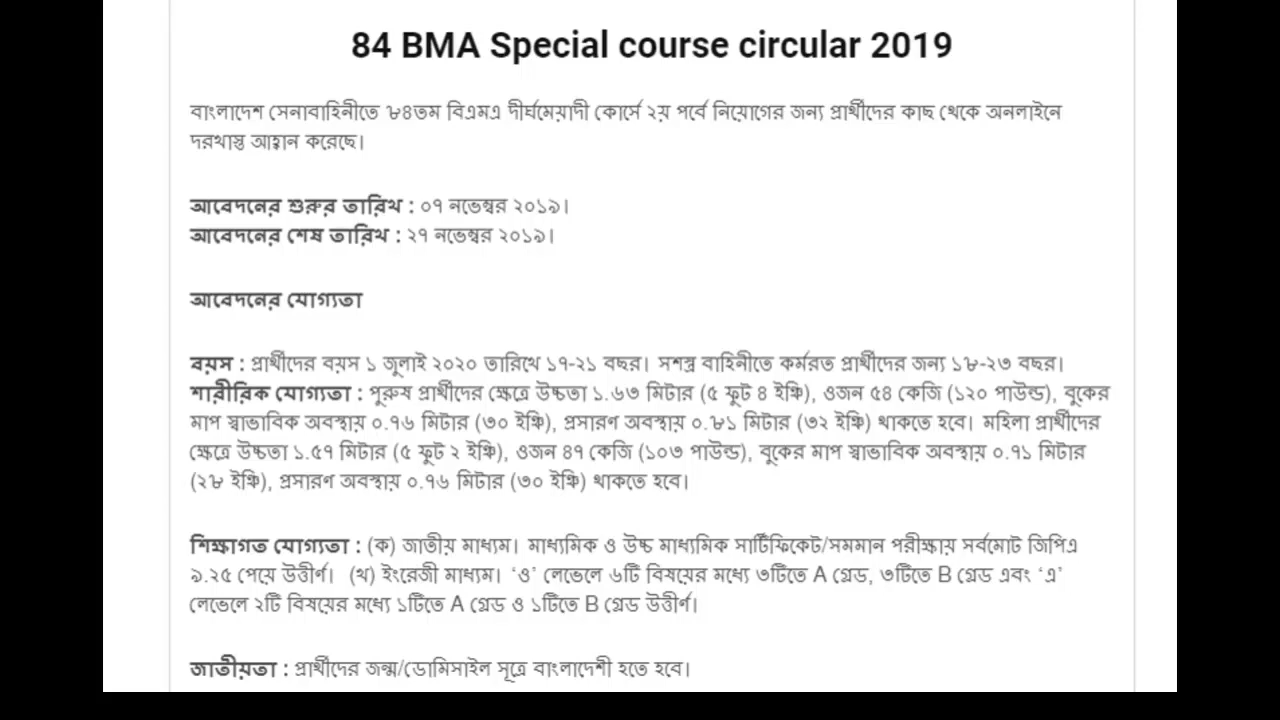 84 BMA Special course circular 2019
বাংলাদেশ সেনাবাহিনীতে ৮৪তম বিএমএ দীর্ঘমেয়াদী কোর্সে ২য় পর্বে নিয়োগের জন্য প্রার্থীদের কাছ থেকে অনলাইনে
দরখাস্ত আহ্বান করেছে।
আবেদনের শুরুর তারিখ : ০৭ নভেম্বর ২০১৯।
আবেদনের শেষ তারিখ : ২৭ নভেম্বর ২০১৯।
আবেদনের যোগ্যতা
বয়স : প্রার্থীদের বয়স ১ জুলাই ২০২০ তারিখে ১৭-২১ বছর। সশস্ত্র বাহিনীতে কর্মরত প্রার্থীদের জন্য ১৮-২৩ বছর।
শারীরিক যোগ্যতা : পুরুষ প্রার্থীদের ক্ষেত্রে উচ্চতা ১.৬৩ মিটার (৫ ফুট ৪ ইঞ্চি), ওজন ৫৪ কেজি (১২০ পাউন্ড), বুকের
মাপ স্বাভাবিক অবস্থায় ০.৭৬ মিটার (৩০ ইঞ্চি), প্রসারণ অবস্থায় ০.৮১ মিটার (৩২ ইঞ্চি) থাকতে হবে। মহিলা প্রার্থীদের
ক্ষেত্রে উচ্চতা ১.৫৭ মিটার (৫ ফুট ২ ইঞ্চি), ওজন ৪৭ কেজি (১০৩ পাউন্ড), বুকের মাপ স্বাভাবিক অবস্থায় ০.৭১ মিটার
(২৮ ইঞ্চি), প্রসারণ অবস্থায় ০.৭৬ মিটার (৩০ ইঞ্চি) থাকতে হবে।
শিক্ষাগত যোগ্যতা : (ক) জাতীয় মাধ্যম। মাধ্যমিক ও উচ্চ মাধ্যমিক সার্টিফিকেট/সমমান পরীক্ষায় সর্বমোট জিপিএ
৯.২৫ পেয়ে উত্তীর্ণ। (খ) ইংরেজী মাধ্যম। ‘ও’ লেভেলে ৬টি বিষয়ের মধ্যে ৩টিতে A গ্রেড, ৩টিতে B গ্রেড এবং ‘এ’
লেভেলে ২টি বিষয়ের মধ্যে ১টিতে A গ্রেড ও ১টিতে B গ্রেড উত্তীর্ণ।
জাতীয়তা : প্রার্থীদের জন্ম/ডোমিসাইল সূত্রে বাংলাদেশী হতে হবে।